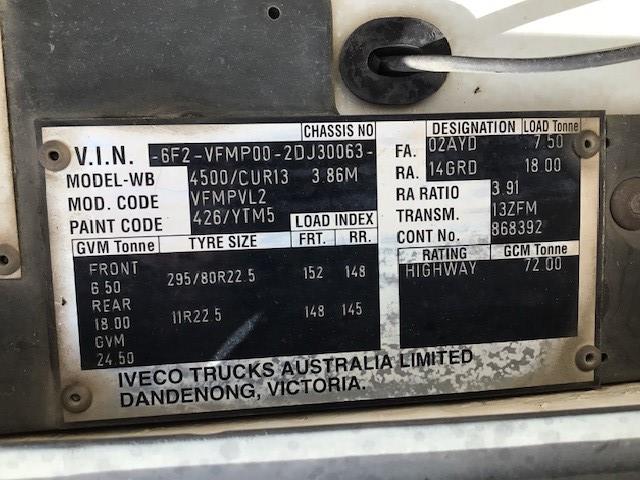 CHASSIS NO
V.I.N. -6F2-VFMP00-2DJ30063-
MODEL-WB 4500/CUR13 3.86M
MOD. CODE VFMPVL2
PAINT CODE 426/YTM5 LOAD INDEX
GVM Tonne TYRE SIZE FRT. RR.
FRONT
6.50 295/80R22.5 152 148
REAR
18.00 11R22.5 148 145
GVM
24.50
DESIGNATION LOAD Tonne
FA. 02AYD 7.50
RA. 14GRD 18.00
RA RATIO 3.91
TRANSM. 13ZFM
CONT No. 868392
RATING GCM Tonne
HIGHWAY 72.00
IVECO TRUCKS AUSTRALIA LIMITED
DANDENONG, VICTORIA.